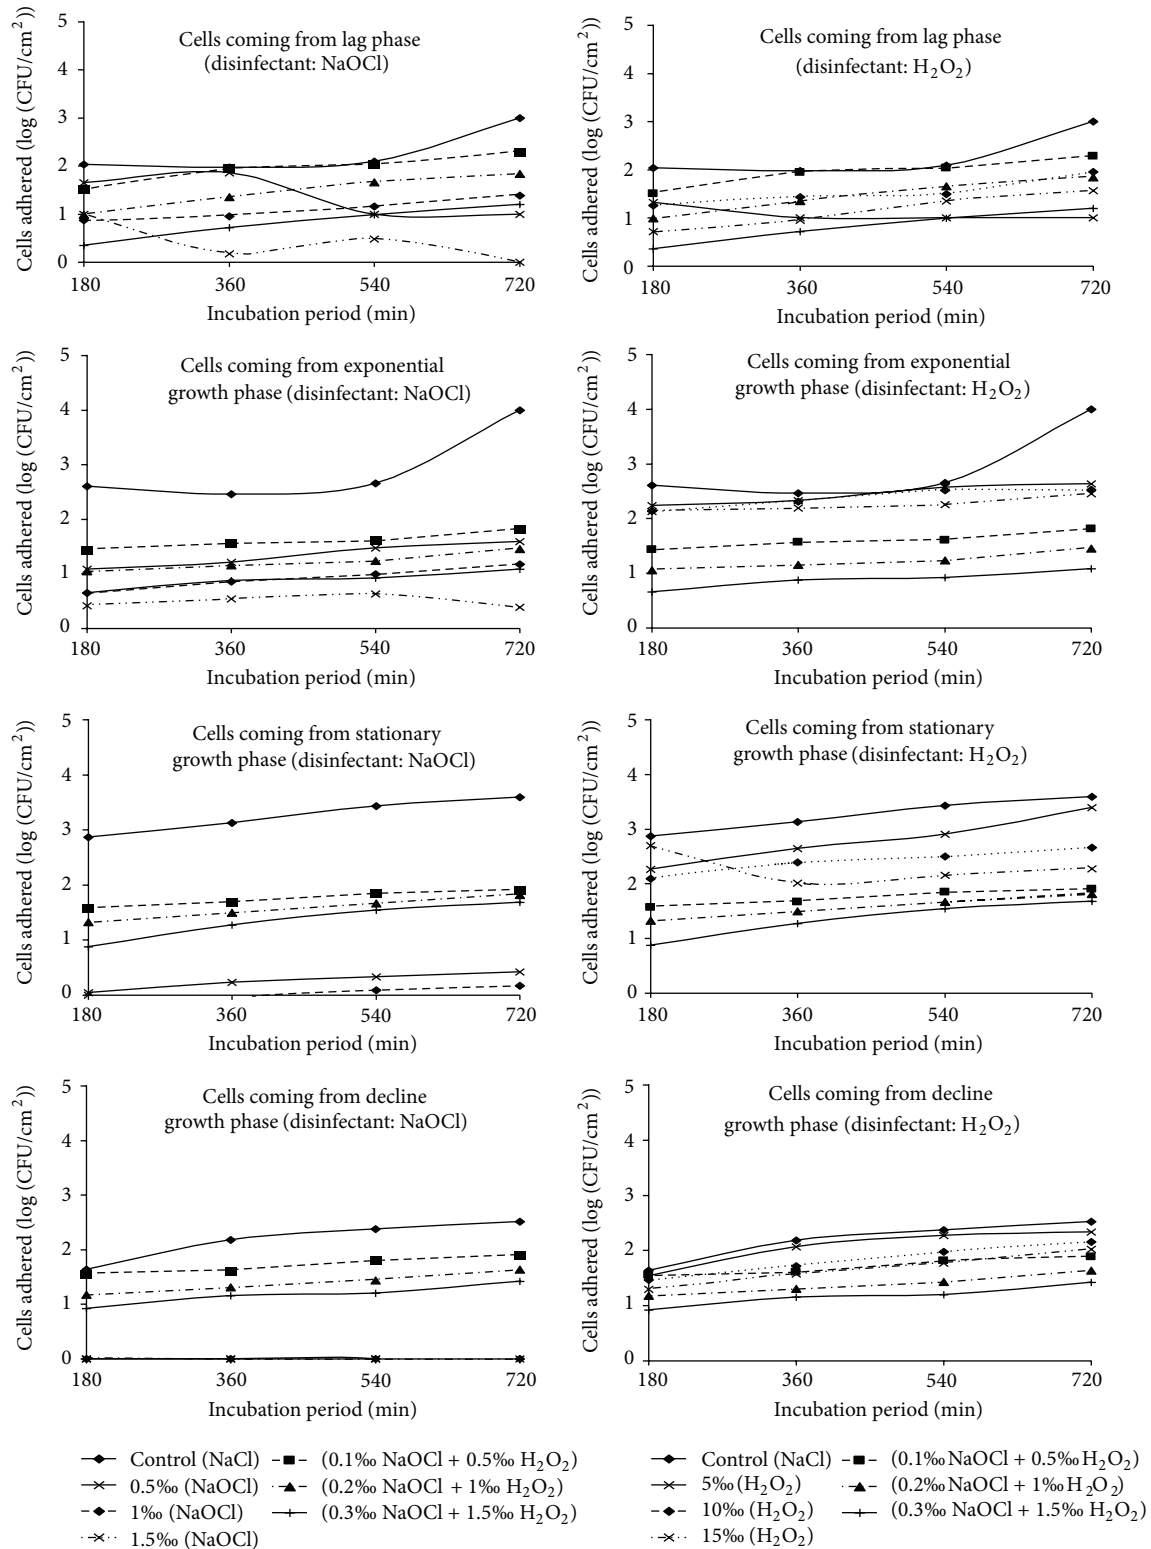 Cells coming from lag phase
(disinfectant: NaOCl)
Cells adhered (log (CFU/cm²))
5
4
3
2
1
0
180 360 540 720
Incubation period (min)
Cells coming from lag phase
(disinfectant: H₂O₂)
Cells adhered (log (CFU/cm²))
5
4
3
2
1
0
180 360 540 720
Incubation period (min)
Cells coming from exponential
growth phase (disinfectant: NaOCl)
Cells adhered (log (CFU/cm²))
5
4
3
2
1
0
180 360 540 720
Incubation period (min)
Cells coming from exponential
growth phase (disinfectant: H₂O₂)
Cells adhered (log (CFU/cm²))
5
4
3
2
1
0
180 360 540 720
Incubation period (min)
Cells coming from stationary
growth phase (disinfectant: NaOCl)
Cells adhered (log (CFU/cm²))
5
4
3
2
1
0
180 360 540 720
Incubation period (min)
Cells coming from stationary
growth phase (disinfectant: H₂O₂)
Cells adhered (log (CFU/cm²))
5
4
3
2
1
0
180 360 540 720
Incubation period (min)
Cells coming from decline
growth phase (disinfectant: NaOCl)
Cells adhered (log (CFU/cm²))
5
4
3
2
1
0
180 360 540 720
Incubation period (min)
Cells coming from decline
growth phase (disinfectant: H₂O₂)
Cells adhered (log (CFU/cm²))
5
4
3
2
1
0
180 360 540 720
Incubation period (min)
Control (NaCl)
0.5‰ (NaOCl)
1‰ (NaOCl)
1.5‰ (NaOCl)
(0.1‰ NaOCl + 0.5‰ H₂O₂)
(0.2‰ NaOCl + 1‰ H₂O₂)
(0.3‰ NaOCl + 1.5‰ H₂O₂)
Control (NaCl)
5‰ (H₂O₂)
10‰ (H₂O₂)
15‰ (H₂O₂)
(0.1‰ NaOCl + 0.5‰ H₂O₂)
(0.2‰ NaOCl + 1‰ H₂O₂)
(0.3‰ NaOCl + 1.5‰ H₂O₂)